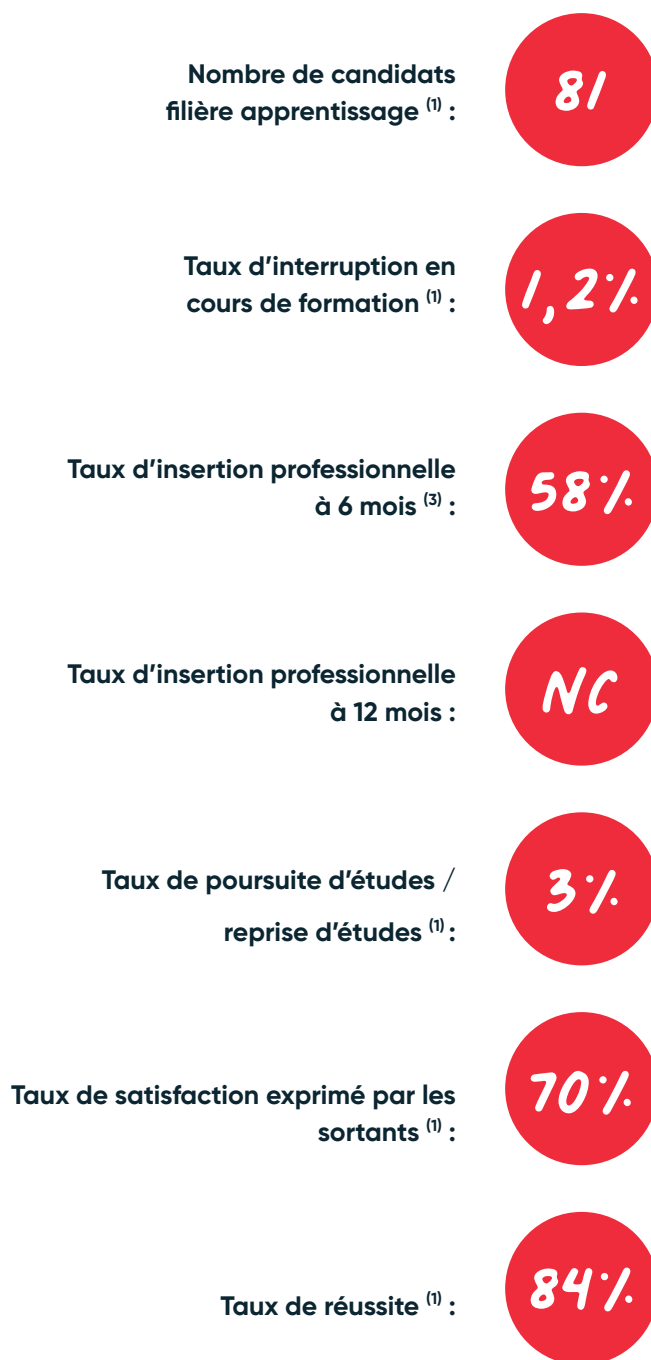 Nombre de candidats
filière apprentissage (1) :
81
Taux d’interruption en
cours de formation (1) :
1,2%
Taux d’insertion professionnelle
à 6 mois (3) :
58%
Taux d’insertion professionnelle
à 12 mois :
NC
Taux de poursuite d’études /
reprise d’études (1) :
3%
Taux de satisfaction exprimé par les
sortants (1) :
70%
Taux de réussite (1) :
84%